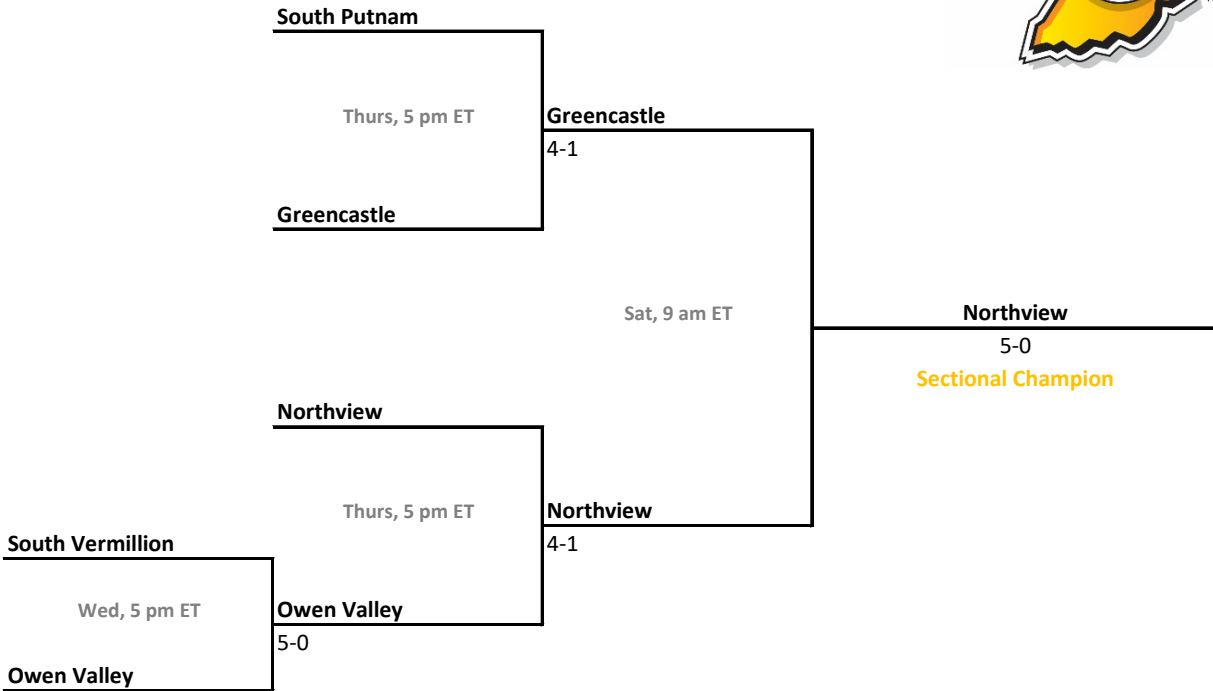 South Putnam
Thurs, 5 pm ET
Greencastle
4-1
Greencastle
Sat, 9 am ET
Northview
5-0
Sectional Champion
Northview
Thurs, 5 pm ET
Northview
South Vermillion
4-1
Wed, 5 pm ET
Owen Valley
5-0
Owen Valley